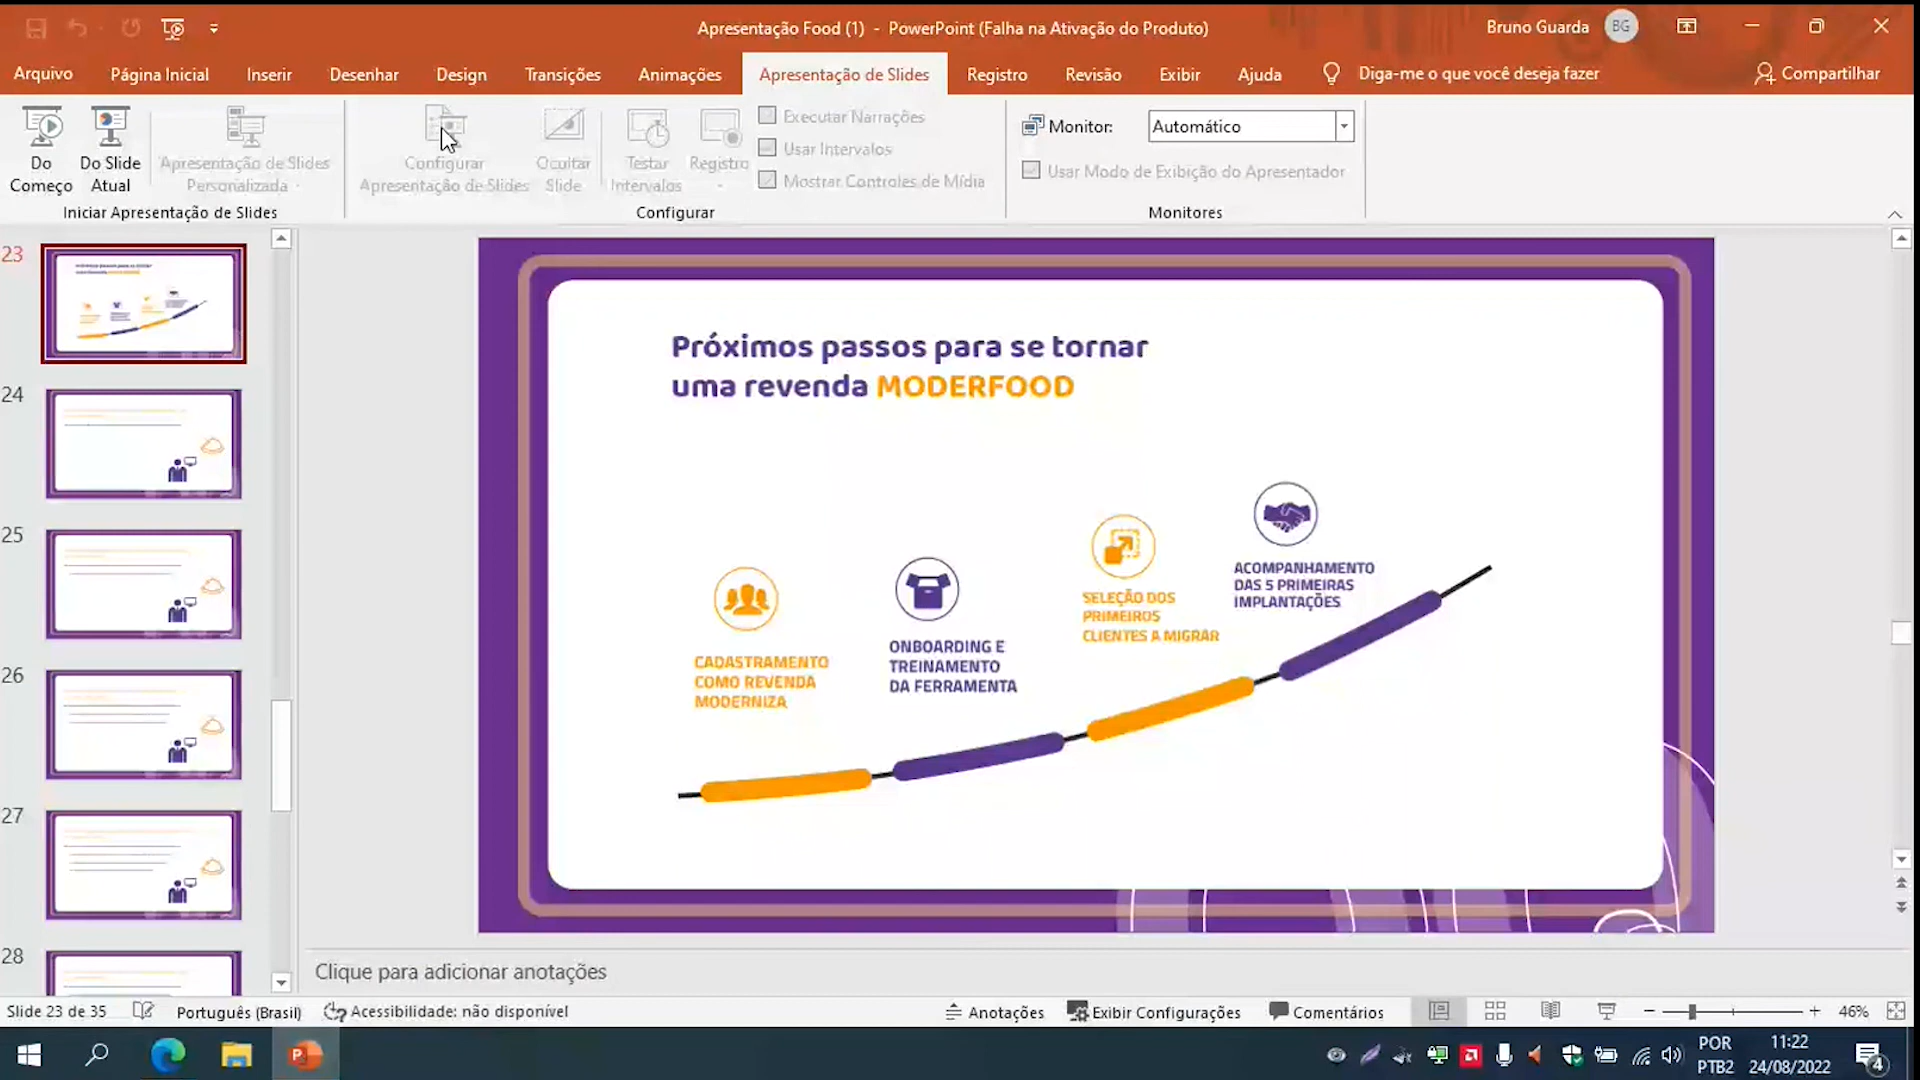 Apresentação Food (1) - PowerPoint (Falha na Ativação do Produto)
Bruno Guarda
BG
Arquivo
Página Inicial
Inserir
Desenhar
Design
Transições
Animações
Apresentação de Slides
Registro
Revisão
Exibir
Ajuda
Diga-me o que você deseja fazer
Compartilhar
Do
Começo
Do Slide
Atual
Apresentação de Slides
Personalizada
Iniciar Apresentação de Slides
Configurar
Apresentação de Slides
Ocultar
Slide
Testar
Intervalos
Registro
Executar Narrações
Usar Intervalos
Mostrar Controles de Mídia
Configurar
Monitor:
Automático
Usar Modo de Exibição do Apresentador
Monitores
23
24
25
26
27
28
Próximos passos para se tornar
uma revenda MODERFOOD
CADASTRAMENTO
COMO REVENDA
MODERNIZA
ONBOARDING E
TREINAMENTO
DA FERRAMENTA
SELEÇÃO DOS
PRIMEIROS
CLIENTES A MIGRAR
ACOMPANHAMENTO
DAS 5 PRIMEIRAS
IMPLANTAÇÕES
Clique para adicionar anotações
Slide 23 de 35
Português (Brasil)
Acessibilidade: não disponível
Anotações
Exibir Configurações
Comentários
46%
POR
PTB2
11:22
24/08/2022
4